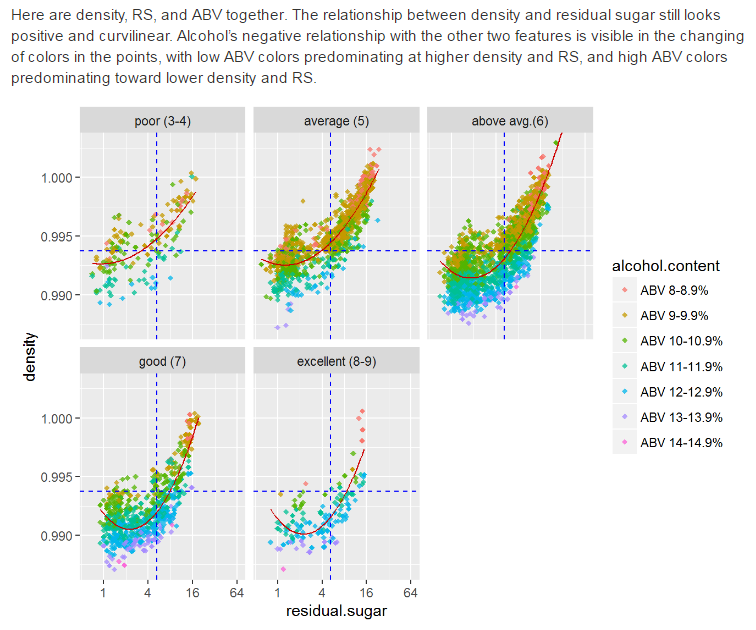 Here are density, RS, and ABV together. The relationship between density and residual sugar still looks
positive and curvilinear. Alcohol's negative relationship with the other two features is visible in the changing
of colors in the points, with low ABV colors predominating at higher density and RS, and high ABV colors
predominating toward lower density and RS.
poor (3-4)
average (5)
above avg.(6)
1.000
0.995
0.990
good (7)
excellent (8-9)
1.000
0.995
0.990
density
1 4 16 64
1 4 16 64
residual.sugar
alcohol.content
ABV 8-8.9%
ABV 9-9.9%
ABV 10-10.9%
ABV 11-11.9%
ABV 12-12.9%
ABV 13-13.9%
ABV 14-14.9%